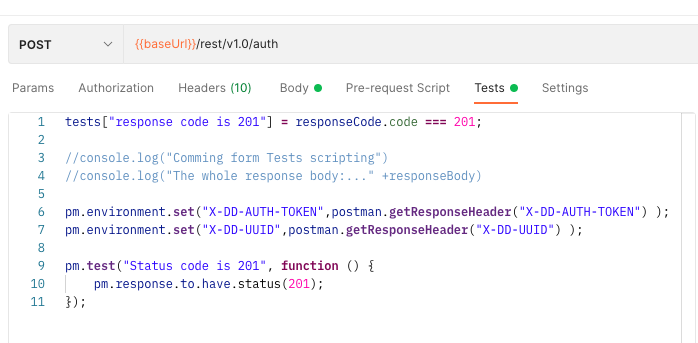 POST {{baseUrl}}/rest/v1.0/auth
Params Authorization Headers (10) Body Pre-request Script Tests Settings
1 tests["response code is 201"] = responseCode.code === 201;
2
3 //console.log("Comming form Tests scripting")
4 //console.log("The whole response body:..." +responseBody)
5
6 pm.environment.set("X-DD-AUTH-TOKEN",postman.getResponseHeader("X-DD-AUTH-TOKEN") );
7 pm.environment.set("X-DD-UUID",postman.getResponseHeader("X-DD-UUID") );
8
9 pm.test("Status code is 201", function () {
10 pm.response.to.have.status(201);
11 });